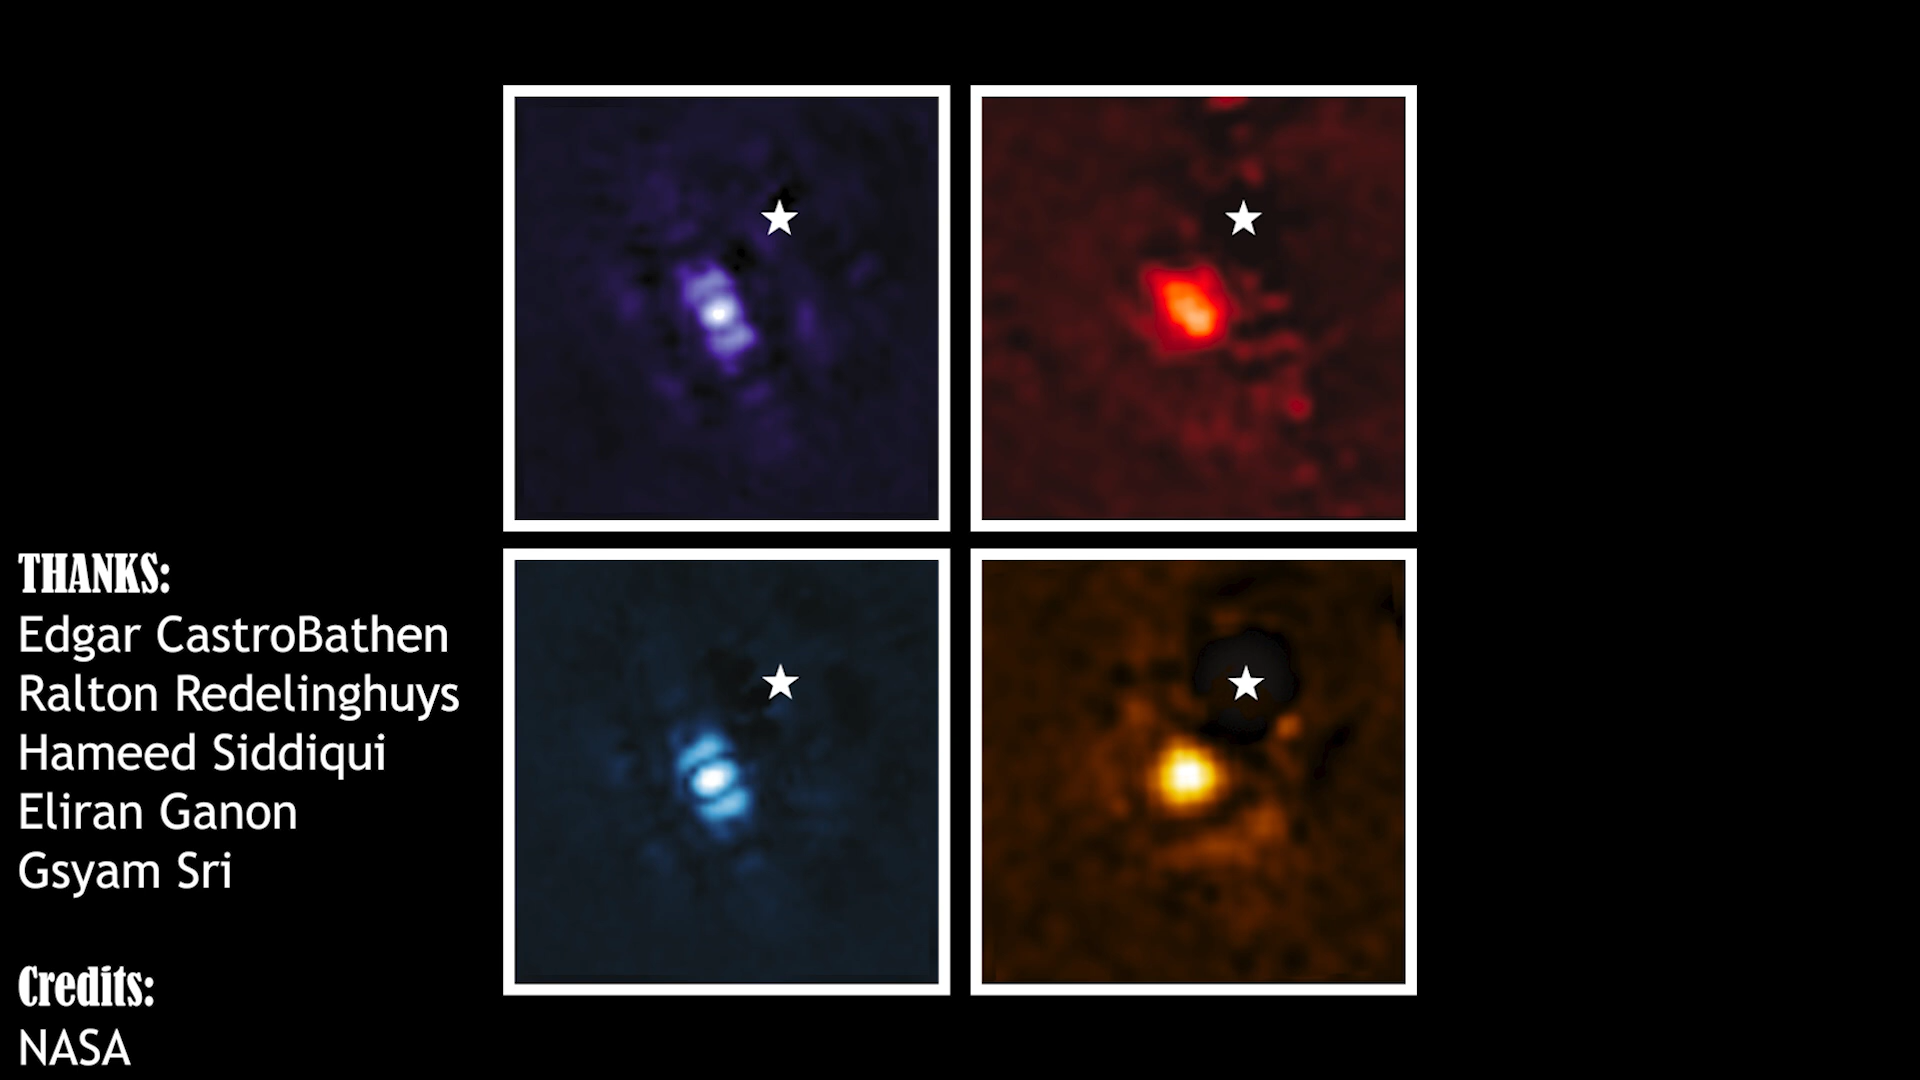 THANKS:
Edgar CastroBathen
Ralton Redelinghuys
Hameed Siddiqui
Eliran Ganon
Gsyam Sri
Credits:
NASA